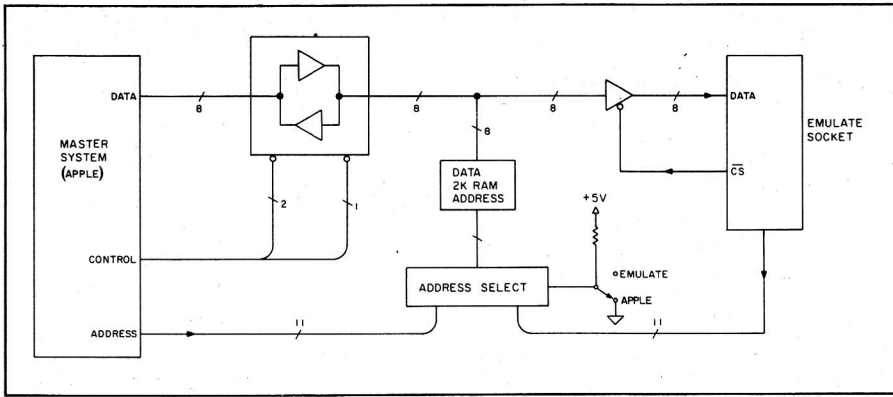 DATA
8
8
8
8
DATA
MASTER
SYSTEM
(APPLE)
EMULATE
SOCKET
8
CS
DATA
2K RAM
ADDRESS
2
1
+5V
CONTROL
ADDRESS SELECT
EMULATE
APPLE
ADDRESS
11
11